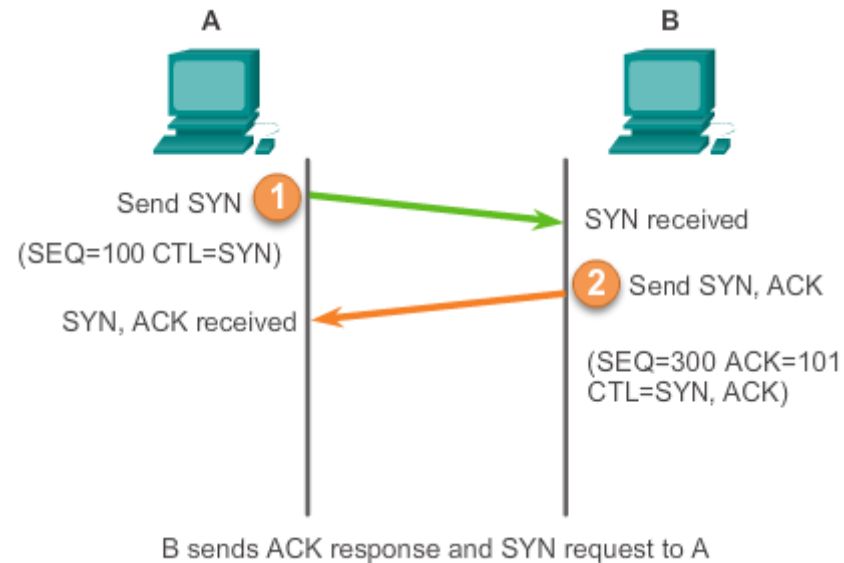 A
B
Send SYN 1
SYN received
(SEQ=100 CTL=SYN)
2 Send SYN, ACK
SYN, ACK received
(SEQ=300 ACK=101
CTL=SYN, ACK)
B sends ACK response and SYN request to A